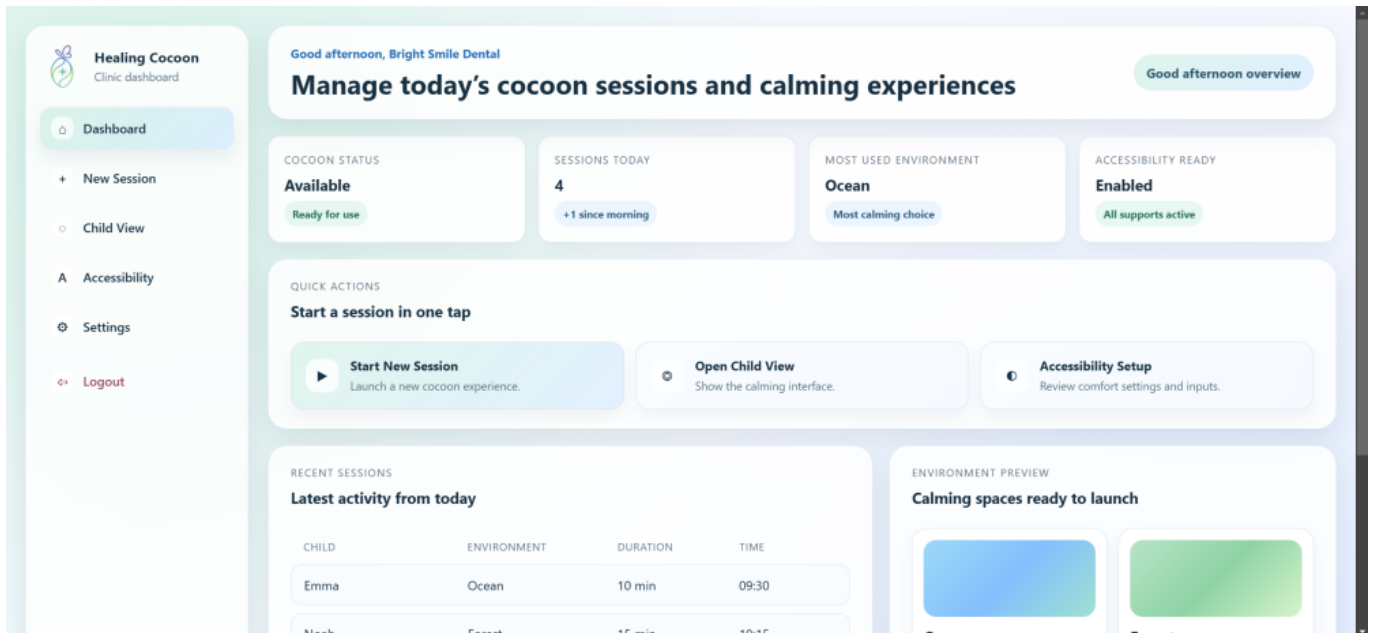 Healing Cocoon
Clinic dashboard
Dashboard
+ New Session
Child View
A Accessibility
Settings
Logout
Good afternoon, Bright Smile Dental
Manage today’s cocoon sessions and calming experiences
Good afternoon overview
COCOON STATUS
Available
Ready for use
SESSIONS TODAY
4
+1 since morning
MOST USED ENVIRONMENT
Ocean
Most calming choice
ACCESSIBILITY READY
Enabled
All supports active
QUICK ACTIONS
Start a session in one tap
Start New Session
Launch a new cocoon experience.
Open Child View
Show the calming interface.
Accessibility Setup
Review comfort settings and inputs.
RECENT SESSIONS
Latest activity from today
CHILD ENVIRONMENT DURATION TIME
Emma Ocean 10 min 09:30
ENVIRONMENT PREVIEW
Calming spaces ready to launch